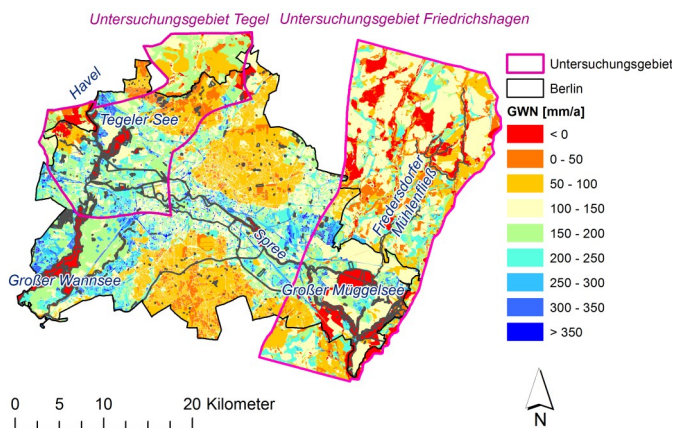 Untersuchungsgebiet Tegel
Untersuchungsgebiet Friedrichshagen
Havel
Tegeler See
Spree
Großer Wannsee
Großer Müggelsee
Fredersdorfer
Mühlenfließ
Untersuchungsgebiet
Berlin
GWN [mm/a]
< 0
0 - 50
50 - 100
100 - 150
150 - 200
200 - 250
250 - 300
300 - 350
> 350
0 5 10 20 Kilometer
N